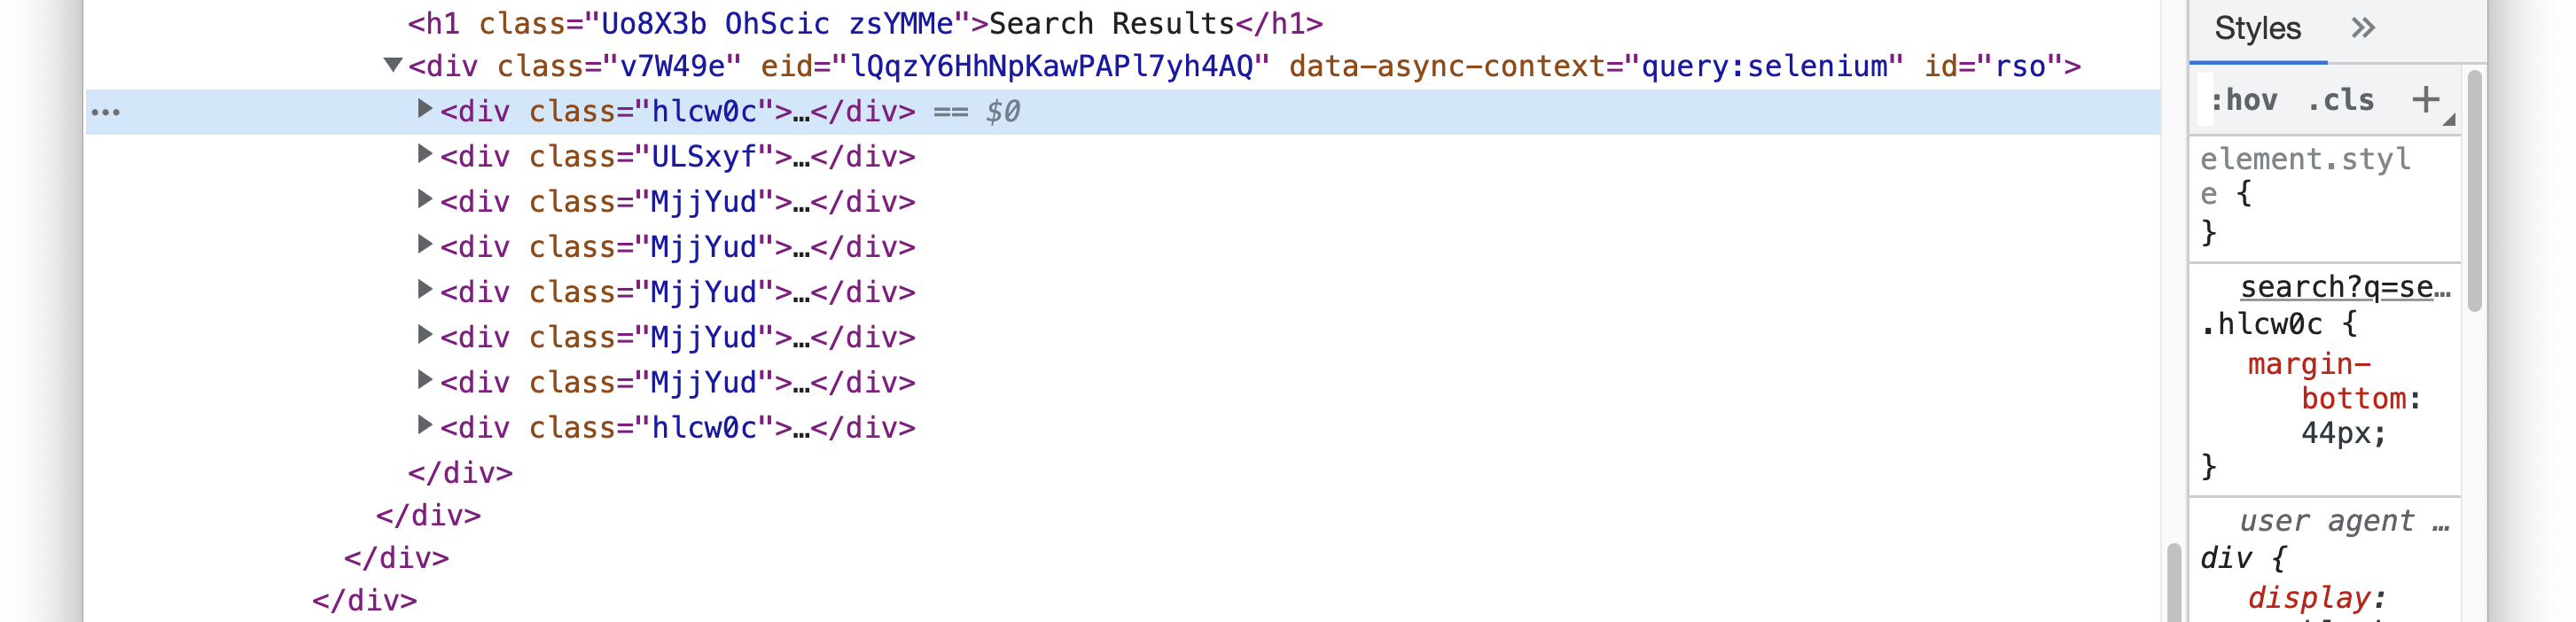 <h1 class="Uo8X3b OhScic zsYMMe">Search Results</h1>
<div class="v7W49e" eid="lQqzY6HhNpKawPAPl7yh4AQ" data-async-context="query:selenium" id="rso">
<div class="hlcw0c">…</div> == $0
<div class="ULSxyf">…</div>
<div class="MjjYud">…</div>
<div class="MjjYud">…</div>
<div class="MjjYud">…</div>
<div class="MjjYud">…</div>
<div class="MjjYud">…</div>
<div class="hlcw0c">…</div>
</div>
</div>
</div>
</div>
Styles
:hov .cls +
element.styl
e {
}
search?q=se…
.hlcw0c {
margin-
bottom:
44px;
}
user agent …
div {
display: